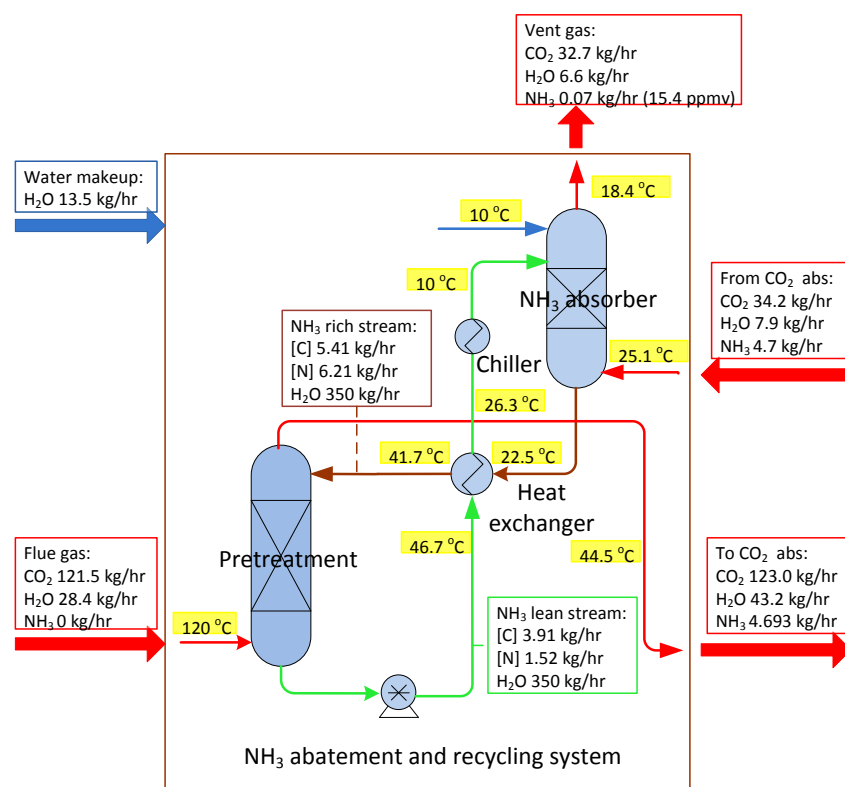 Vent gas:
CO₂ 32.7 kg/hr
H₂O 6.6 kg/hr
NH₃ 0.07 kg/hr (15.4 ppmv)
Water makeup:
H₂O 13.5 kg/hr
18.4 °C
10 °C
10 °C
NH₃ absorber
From CO₂ abs:
CO₂ 34.2 kg/hr
H₂O 7.9 kg/hr
NH₃ 4.7 kg/hr
NH₃ rich stream:
[C] 5.41 kg/hr
[N] 6.21 kg/hr
H₂O 350 kg/hr
Chiller
25.1 °C
26.3 °C
41.7 °C
22.5 °C
Heat
exchanger
Pretreatment
46.7 °C
44.5 °C
Flue gas:
CO₂ 121.5 kg/hr
H₂O 28.4 kg/hr
NH₃ 0 kg/hr
To CO₂ abs:
CO₂ 123.0 kg/hr
H₂O 43.2 kg/hr
NH₃ 4.693 kg/hr
120 °C
NH₃ lean stream:
[C] 3.91 kg/hr
[N] 1.52 kg/hr
H₂O 350 kg/hr
NH₃ abatement and recycling system